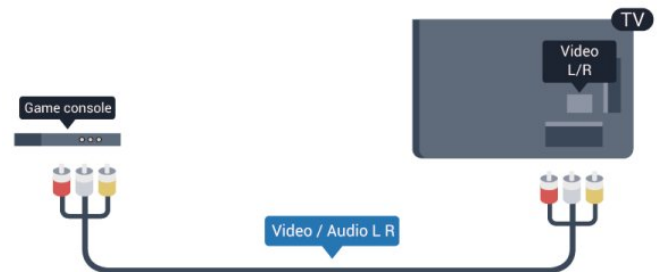 TV
Video
L/R
Game console
Video / Audio L R